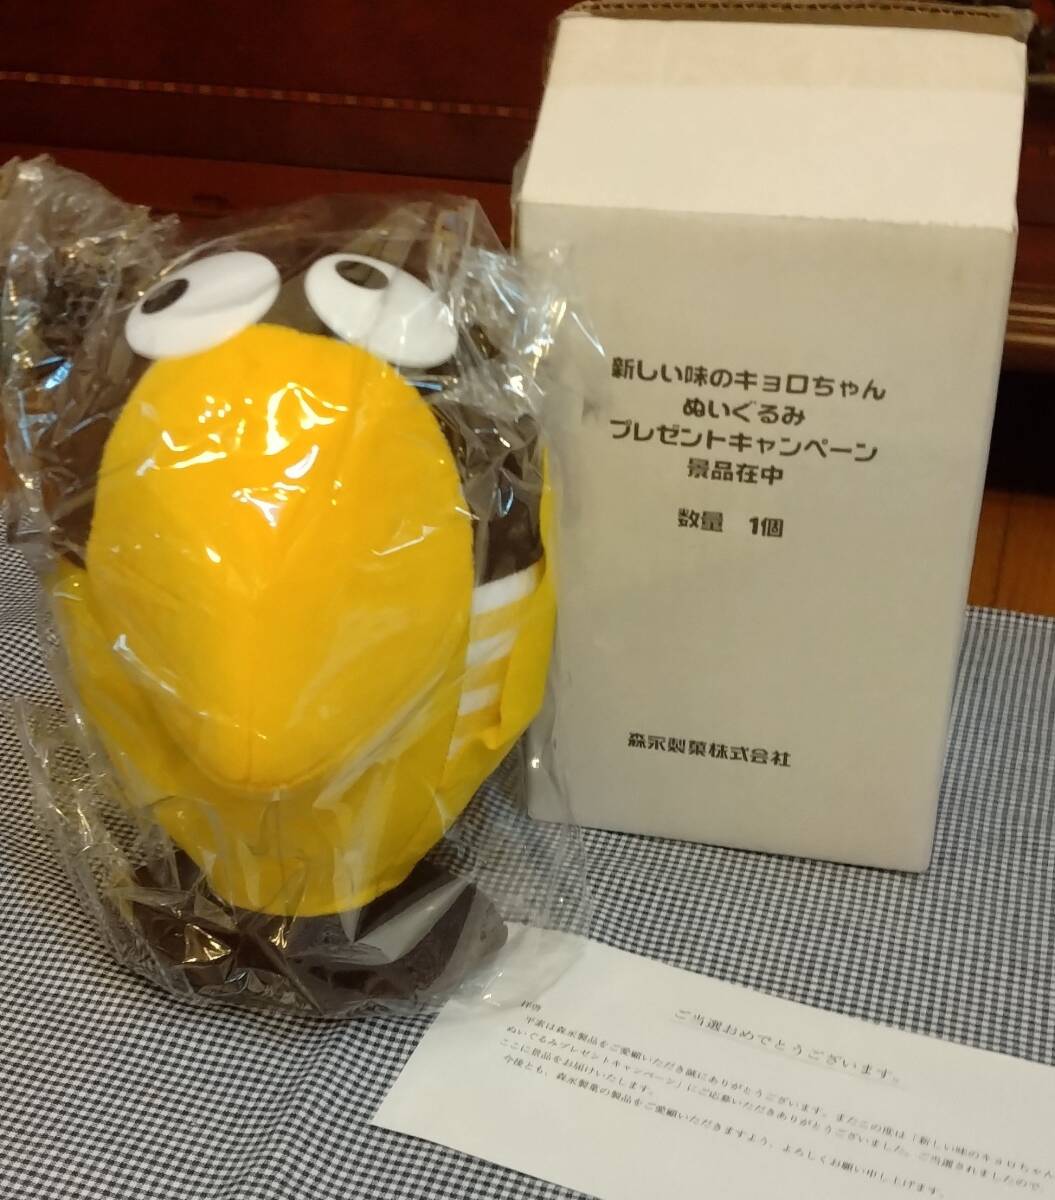 新しい味のキョロちゃん
ぬいぐるみ
プレゼントキャンペーン
景品在中
数量　1個
森永製菓株式会社
ご当選おめでとうございます。
拝啓
平素は森永製品をご愛顧いただき誠にありがとうございます。またこの度は「新しい味のキョロちゃん
ぬいぐるみプレゼントキャンペーン」にご応募いただきありがとうございました。ご当選されましたので
ここに景品をお届けいたします。
今後とも、森永製菓の製品をご愛顧いただきますよう、よろしくお願い申し上げます。